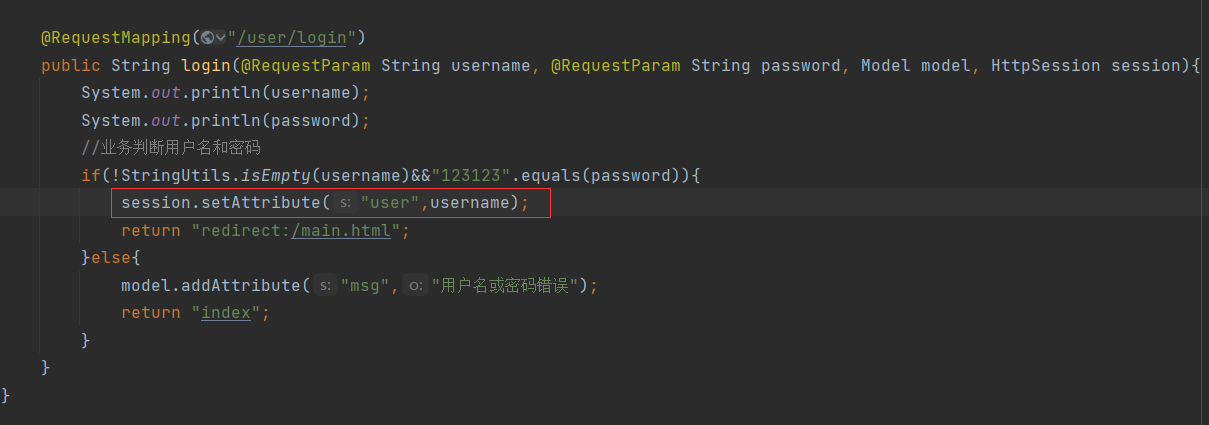 @RequestMapping("/user/login")
public String login(@RequestParam String username, @RequestParam String password, Model model, HttpSession session){
System.out.println(username);
System.out.println(password);
//业务判断用户名和密码
if(!StringUtils.isEmpty(username)&&"123123".equals(password)){
session.setAttribute( s: "user",username);
return "redirect:/main.html";
}else{
model.addAttribute( s: "msg", o: "用户名或密码错误");
return "index";
}
}
}